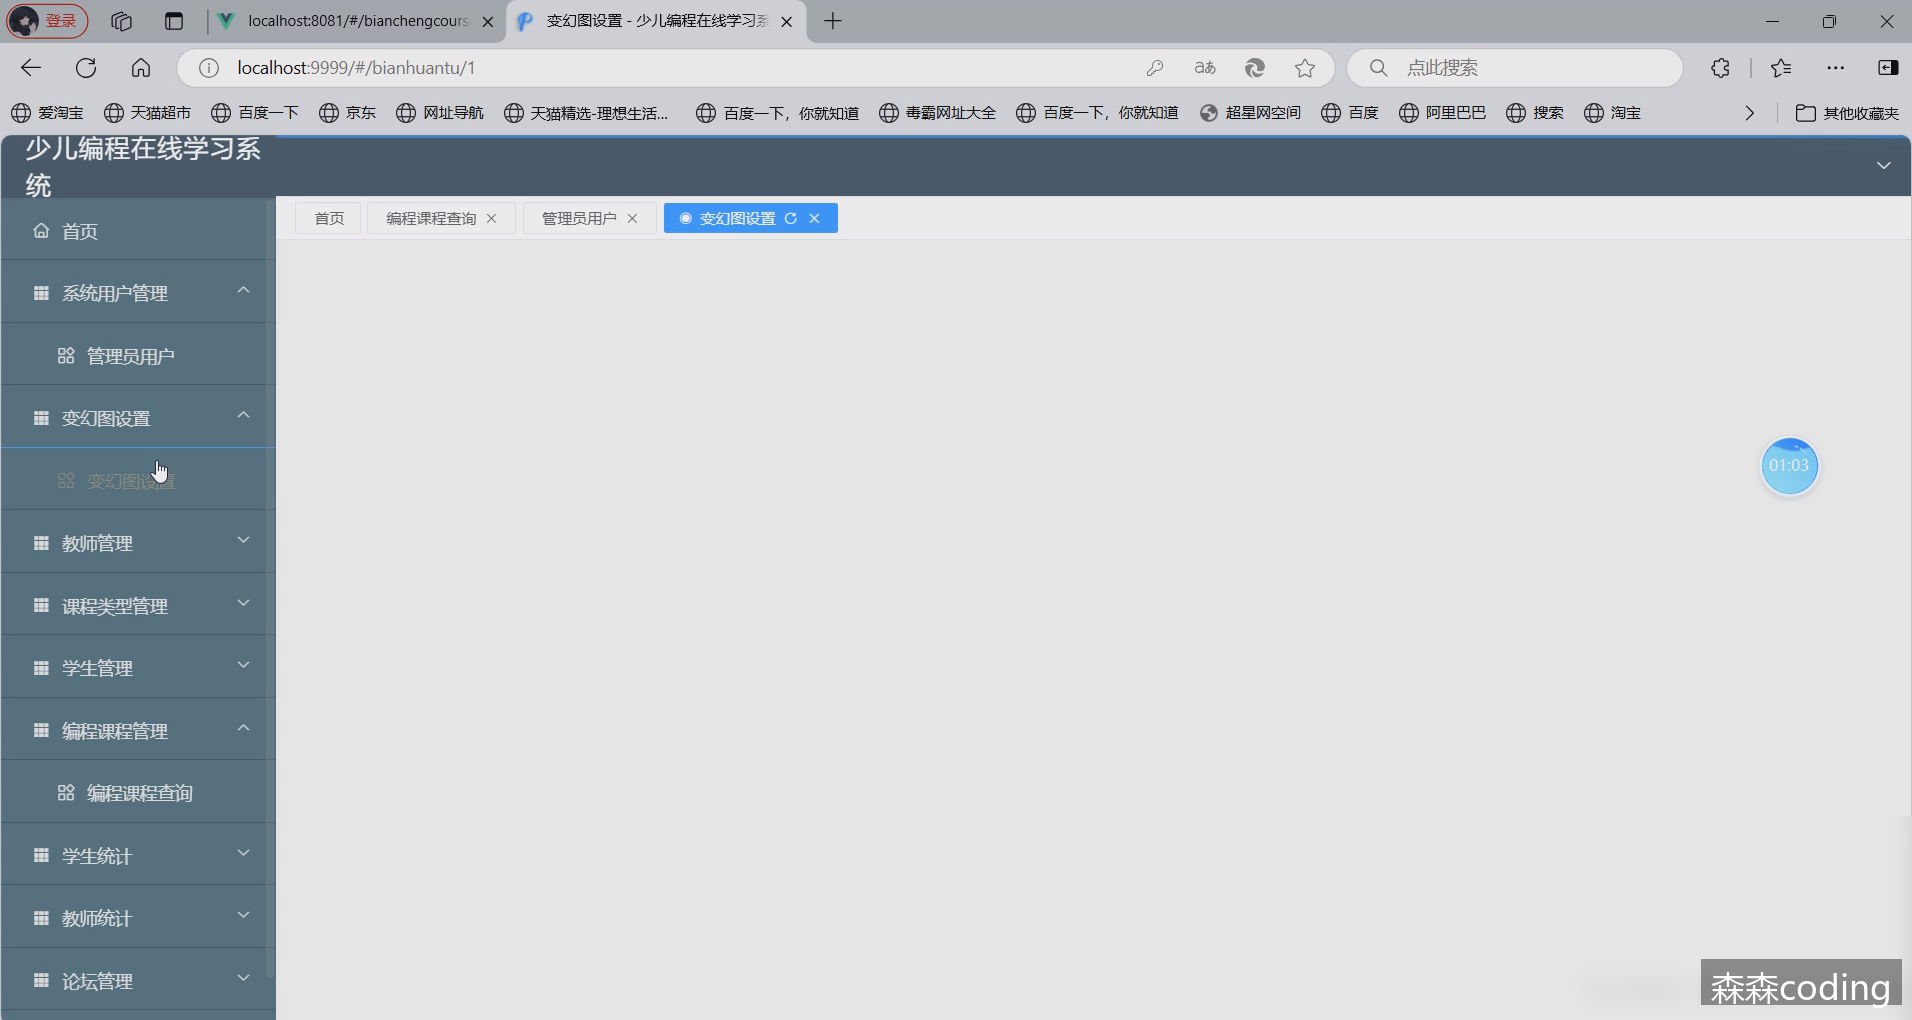 登录
localhost:8081/#/bianchengcours
变幻图设置 - 少儿编程在线学习系
localhost:9999/#/bianhuantu/1
aあ
点此搜索
爱淘宝
天猫超市
百度一下
京东
网址导航
天猫精选-理想生活...
百度一下，你就知道
毒霸网址大全
百度一下，你就知道
超星网空间
百度
阿里巴巴
搜索
淘宝
其他收藏夹
少儿编程在线学习系
统
首页
编程课程查询
管理员用户
变幻图设置
首页
系统用户管理
管理员用户
变幻图设置
变幻图设置
教师管理
课程类型管理
学生管理
编程课程管理
编程课程查询
学生统计
教师统计
论坛管理
01:03
森森coding